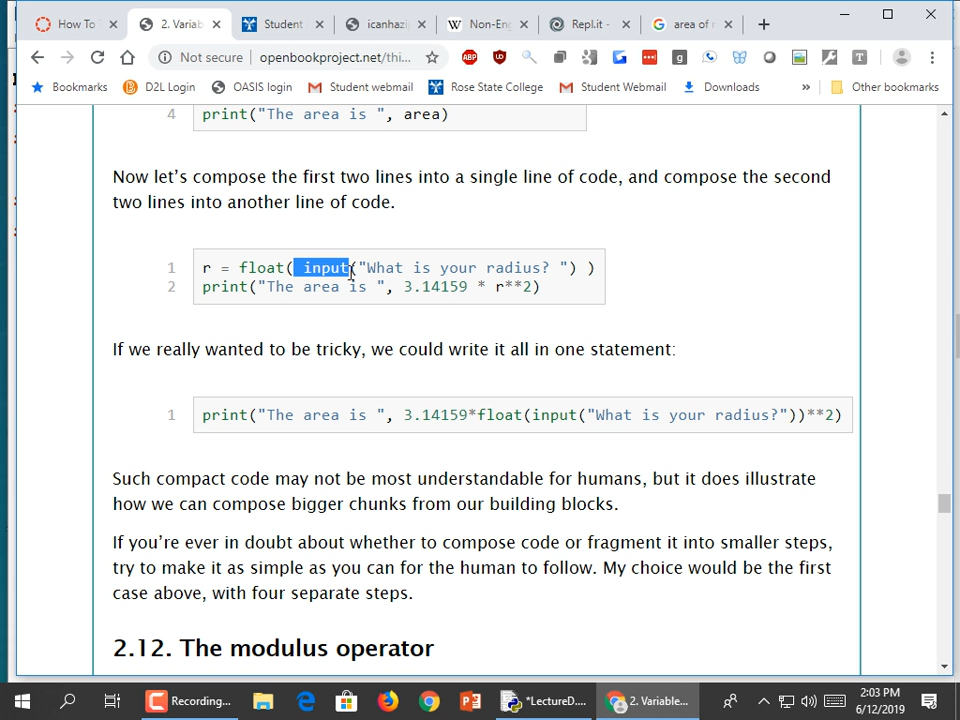 How To
2. Variab
Student
icanhazip
Non-Eng
Repl.it -
area of r
Not secure
openbookproject.net/thi...
Bookmarks
D2L Login
OASIS login
Student webmail
Rose State College
Student Webmail
Downloads
»
Other bookmarks
4 print("The area is ", area)
Now let's compose the first two lines into a single line of code, and compose the second
two lines into another line of code.
1 r = float( input("What is your radius? ") )
2 print("The area is ", 3.14159 * r**2)
If we really wanted to be tricky, we could write it all in one statement:
1 print("The area is ", 3.14159*float(input("What is your radius?"))**2)
Such compact code may not be most understandable for humans, but it does illustrate
how we can compose bigger chunks from our building blocks.
If you're ever in doubt about whether to compose code or fragment it into smaller steps,
try to make it as simple as you can for the human to follow. My choice would be the first
case above, with four separate steps.
2.12. The modulus operator
Recording...
*LectureD....
2. Variable...
2:03 PM
6/12/2019